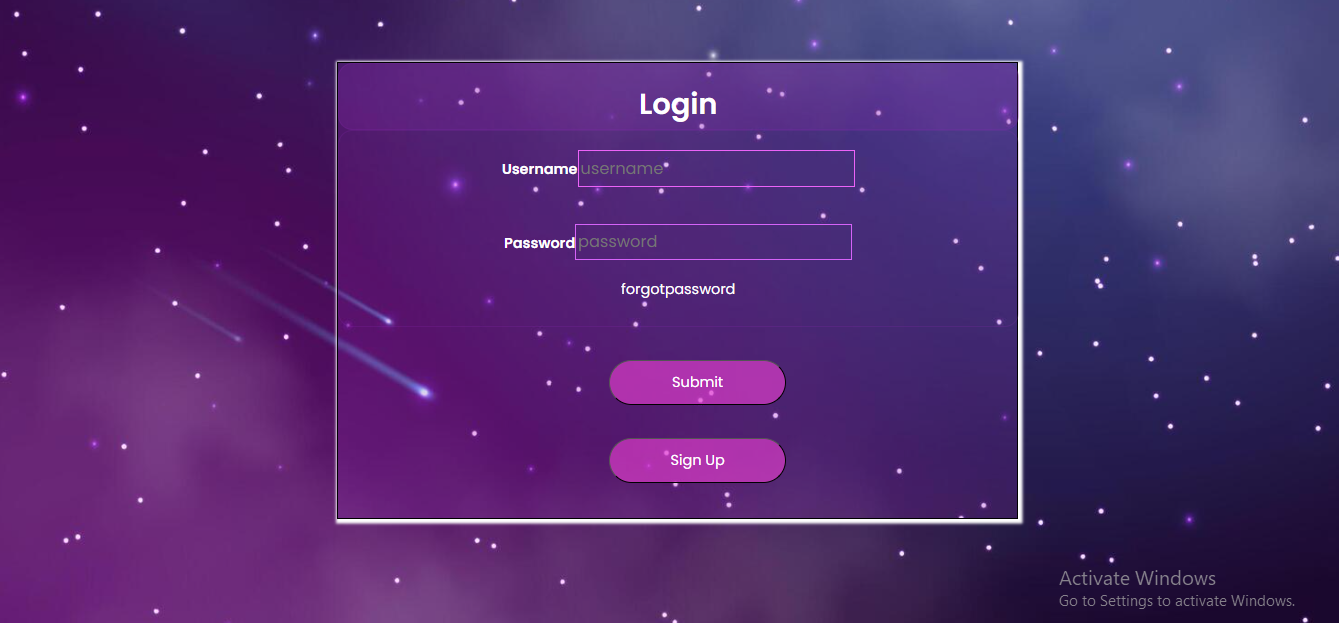 Login
Username username
Password password
forgotpassword
Submit
Sign Up
Activate Windows
Go to Settings to activate Windows.